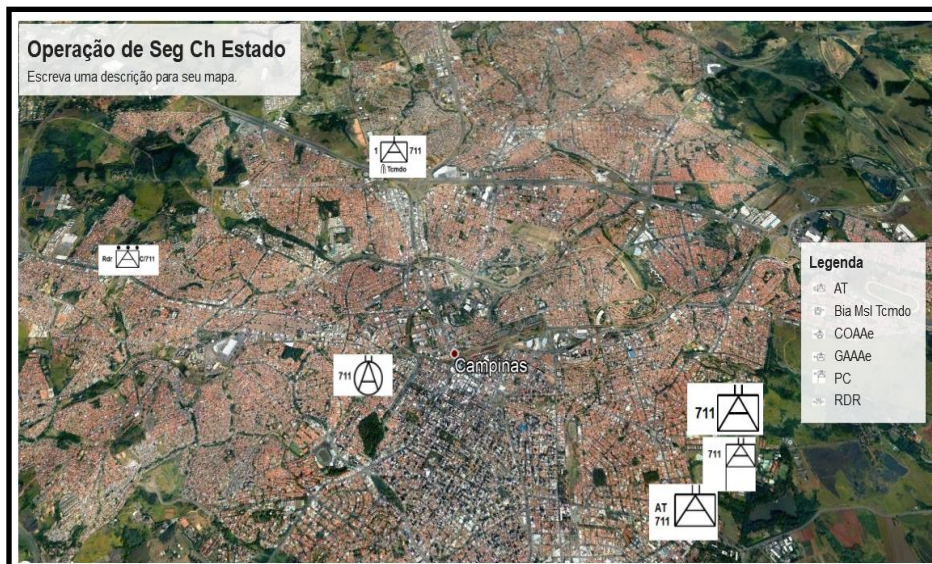 Operação de Seg Ch Estado
Escreva uma descrição para seu mapa.
1 711
Tcmdo
Rdr C/711
Legenda
AT
Bia Msl Tcmdo
COAAe
GAAAe
PC
RDR
Campinas
711 A
711
711
AT
711